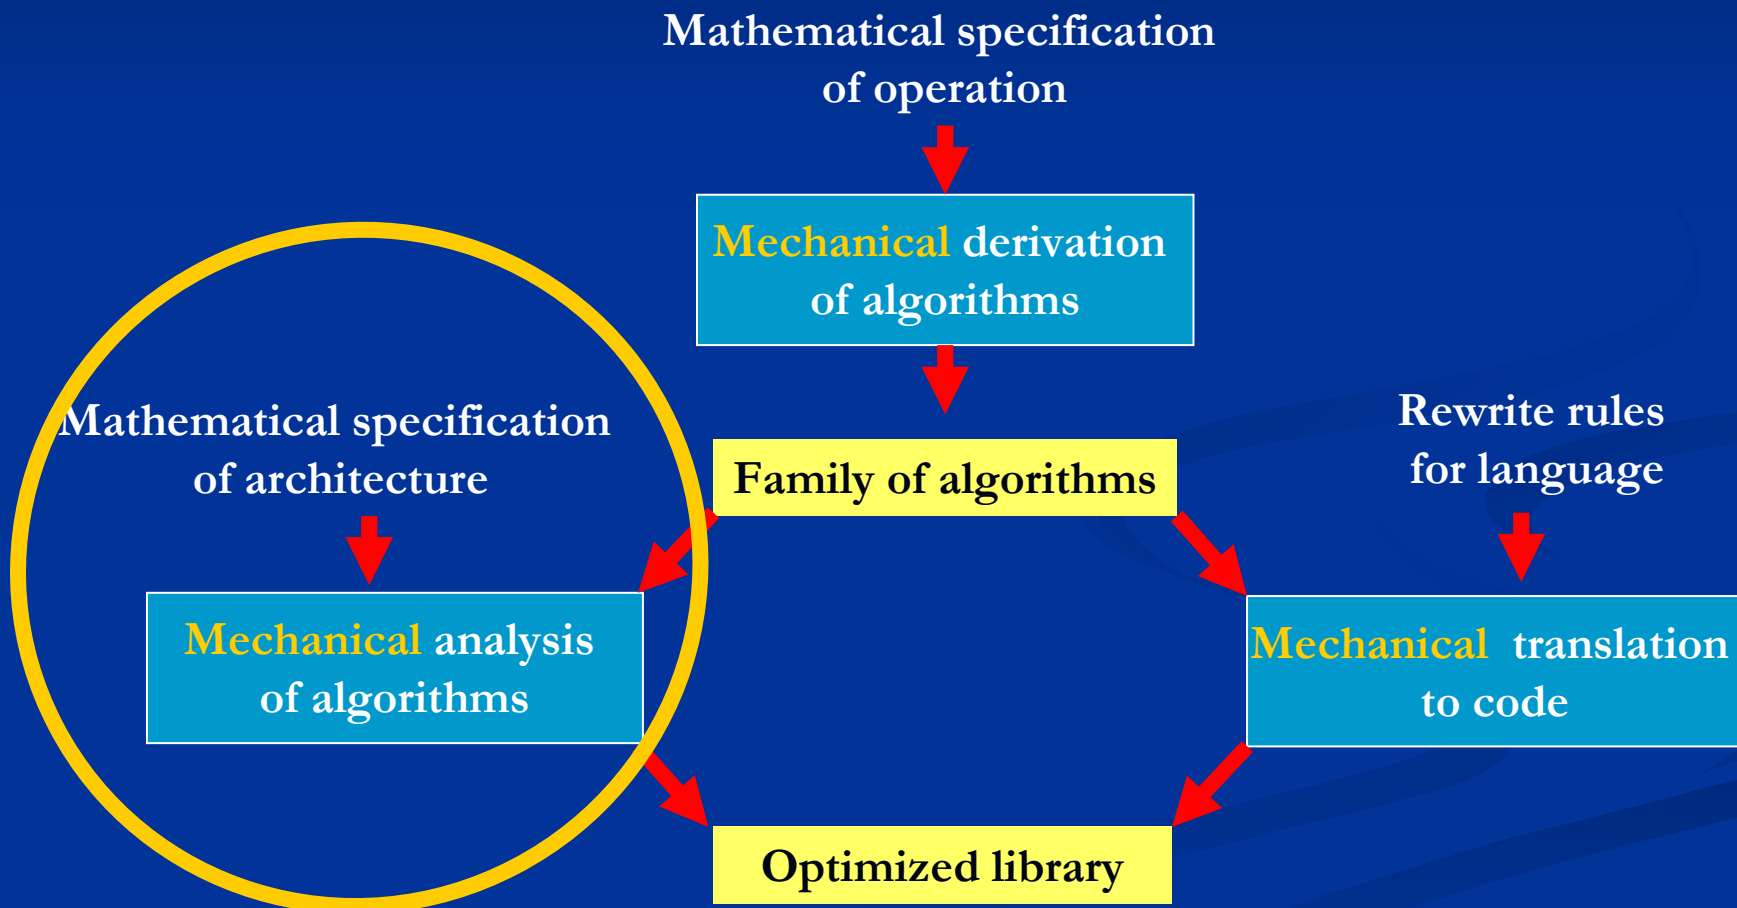 Mathematical specification
of operation
Mechanical derivation
of algorithms
Mathematical specification
of architecture
Family of algorithms
Rewrite rules
for language
Mechanical analysis
of algorithms
Mechanical translation
to code
Optimized library